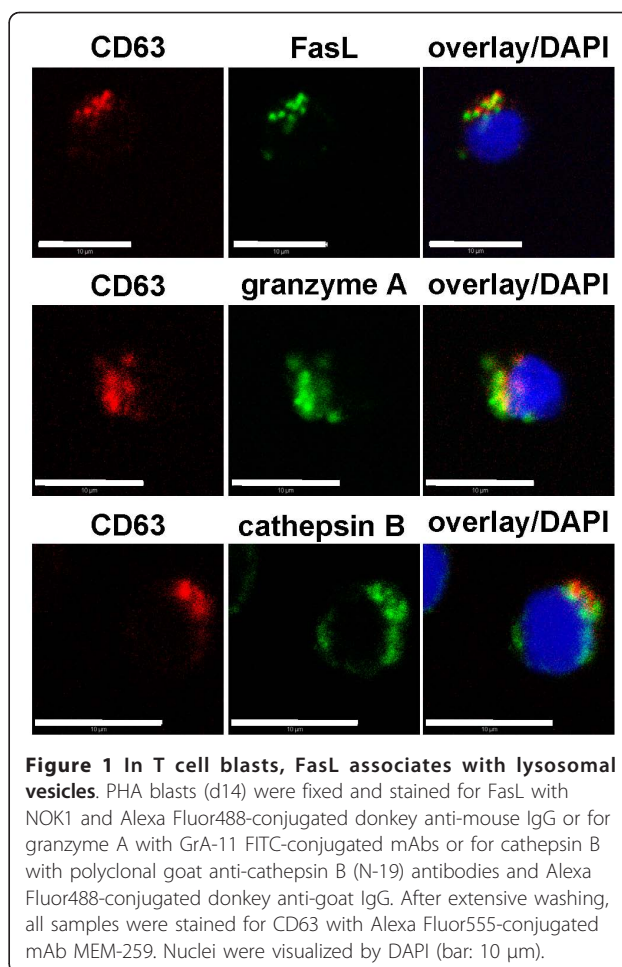 CD63 FasL overlay/DAPI
10 µm 10 µm 10 µm
CD63 granzyme A overlay/DAPI
10 µm 10 µm 10 µm
CD63 cathepsin B overlay/DAPI
10 µm 10 µm 10 µm
Figure 1 In T cell blasts, FasL associates with lysosomal
vesicles. PHA blasts (d14) were fixed and stained for FasL with
NOK1 and Alexa Fluor488-conjugated donkey anti-mouse IgG or for
granzyme A with GrA-11 FITC-conjugated mAbs or for cathepsin B
with polyclonal goat anti-cathepsin B (N-19) antibodies and Alexa
Fluor488-conjugated donkey anti-goat IgG. After extensive washing,
all samples were stained for CD63 with Alexa Fluor555-conjugated
mAb MEM-259. Nuclei were visualized by DAPI (bar: 10 μm).